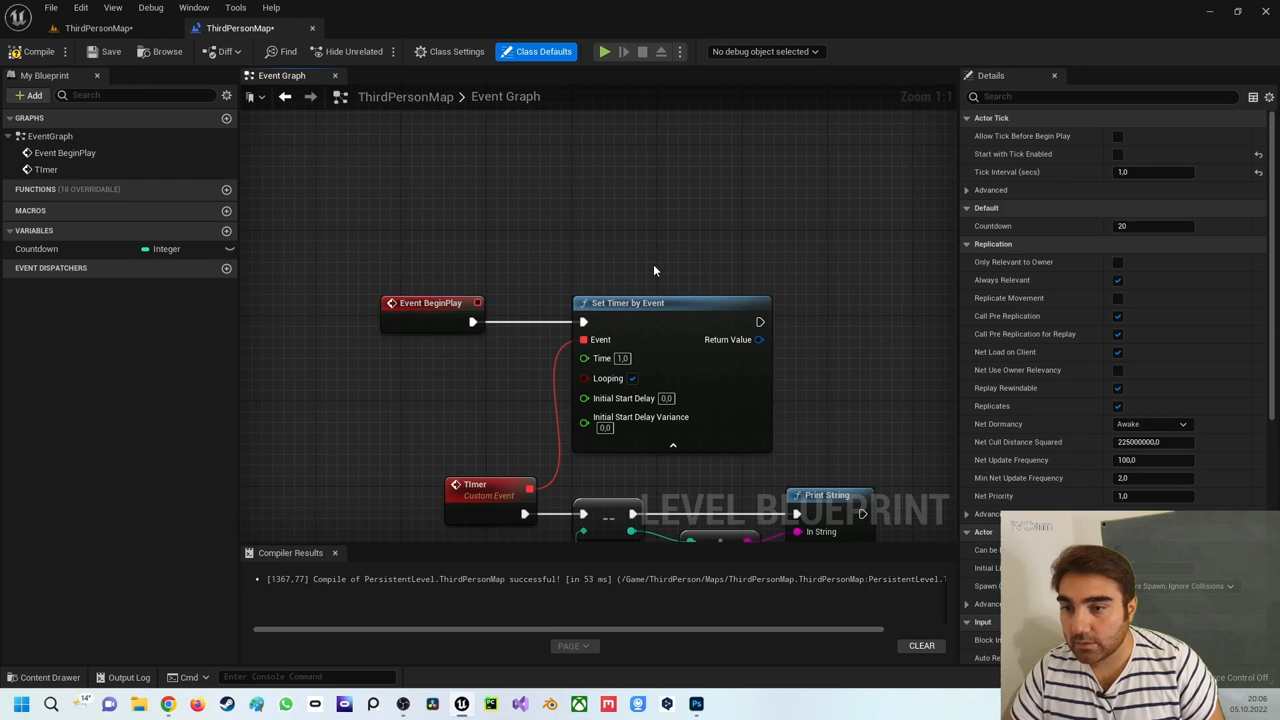 File Edit Asset View Debug Window Tools Help
ThirdPersonMap* ThirdPersonMap*
Compile Save Browse Diff Find Hide Unrelated Class Settings Class Defaults No debug object selected
My Blueprint Event Graph Details
Add Search ThirdPersonMap > Event Graph Zoom 1:1 Search
GRAPHS
EventGraph
Event BeginPlay
TImer
FUNCTIONS (18 OVERRIDABLE)
MACROS
VARIABLES
Countdown Integer
EVENT DISPATCHERS
Event BeginPlay
Set Timer by Event
Event Return Value
Time 1,0
Looping
Initial Start Delay 0,0
Initial Start Delay Variance
0,0
TImer
Custom Event
--
Print String
In String
LEVEL BLUEPRINT
Actor Tick
Allow Tick Before Begin Play
Start with Tick Enabled
Tick Interval (secs) 1,0
Advanced
Default
Countdown 20
Replication
Only Relevant to Owner
Always Relevant
Replicate Movement
Call Pre Replication
Call Pre Replication for Replay
Net Load on Client
Net Use Owner Relevancy
Replay Rewindable
Replicates
Net Dormancy Awake
Net Cull Distance Squared 225000000,0
Net Update Frequency 100,0
Min Net Update Frequency 2,0
Net Priority 1,0
Actor
Input
iVCam
Compiler Results
[1367,77] Compile of PersistentLevel.ThirdPersonMap successful! [in 53 ms] (/Game/ThirdPerson/Maps/ThirdPersonMap.ThirdPersonMap:PersistentLevel.
PAGE CLEAR
Content Drawer Output Log Cmd Enter Console Command
14°
20:06
05.10.2022